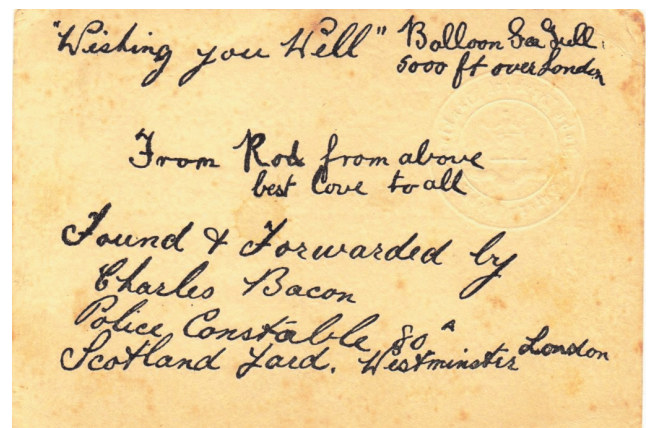 "Wishing you Well" Balloon Sea Gull.
5000 ft over London
From Rod from above
best Love to all
Found & Forwarded by
Charles Bacon
Police Constable 80 A
Scotland Yard. Westminster London